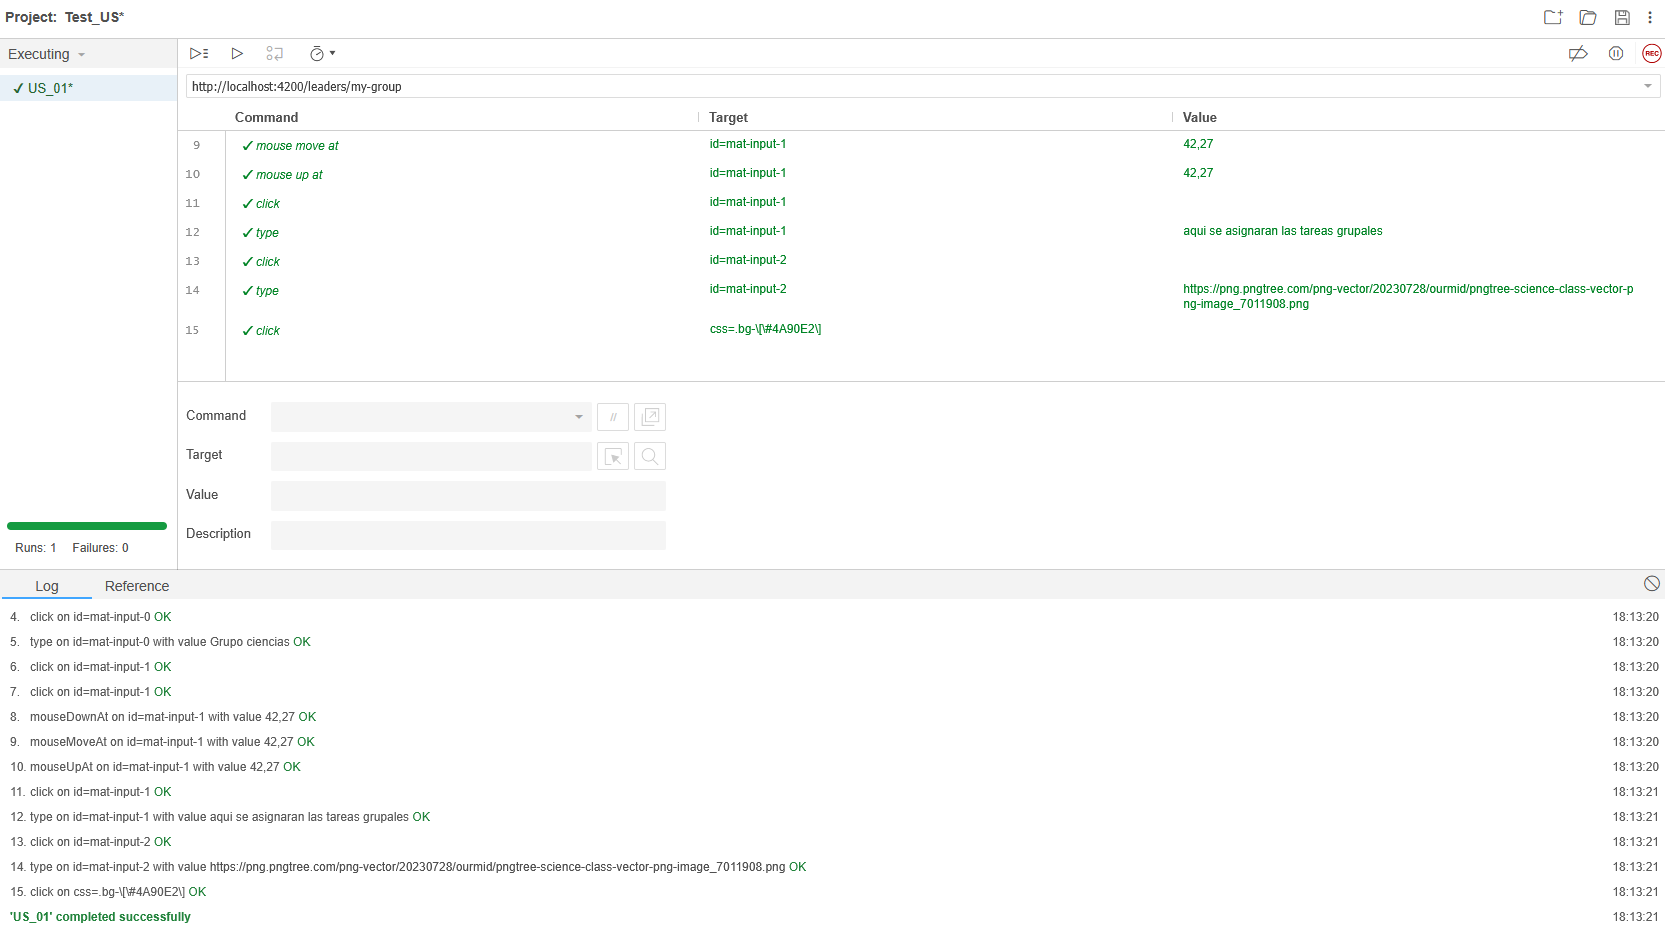 Project: Test_US*
Executing
✓ US_01*
Runs: 1 Failures: 0
REC
http://localhost:4200/leaders/my-group
Command Target Value
9 ✓ mouse move at id=mat-input-1 42,27
10 ✓ mouse up at id=mat-input-1 42,27
11 ✓ click id=mat-input-1
12 ✓ type id=mat-input-1 aqui se asignaran las tareas grupales
13 ✓ click id=mat-input-2
14 ✓ type id=mat-input-2 https://png.pngtree.com/png-vector/20230728/ourmid/pngtree-science-class-vector-p
ng-image_7011908.png
15 ✓ click css=.bg-\[\#4A90E2\]
Command //
Target
Value
Description
Log Reference
4. click on id=mat-input-0 OK 18:13:20
5. type on id=mat-input-0 with value Grupo ciencias OK 18:13:20
6. click on id=mat-input-1 OK 18:13:20
7. click on id=mat-input-1 OK 18:13:20
8. mouseDownAt on id=mat-input-1 with value 42,27 OK 18:13:20
9. mouseMoveAt on id=mat-input-1 with value 42,27 OK 18:13:20
10. mouseUpAt on id=mat-input-1 with value 42,27 OK 18:13:20
11. click on id=mat-input-1 OK 18:13:21
12. type on id=mat-input-1 with value aqui se asignaran las tareas grupales OK 18:13:21
13. click on id=mat-input-2 OK 18:13:21
14. type on id=mat-input-2 with value https://png.pngtree.com/png-vector/20230728/ourmid/pngtree-science-class-vector-png-image_7011908.png OK 18:13:21
15. click on css=.bg-\[\#4A90E2\] OK 18:13:21
'US_01' completed successfully 18:13:21